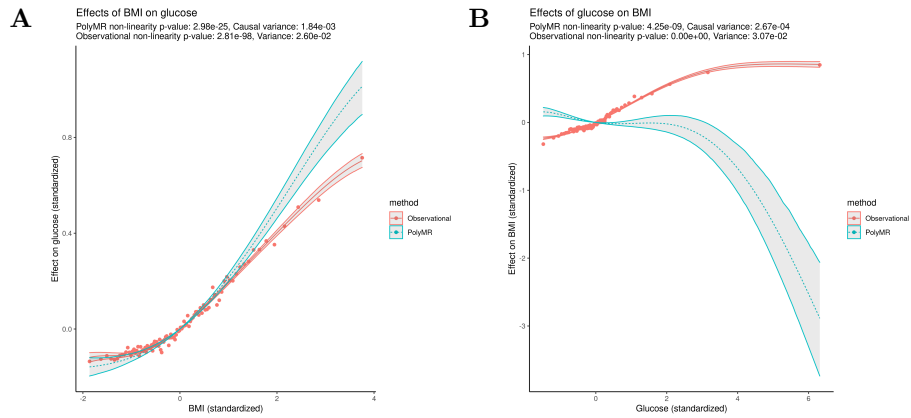 A
Effects of BMI on glucose
PolyMR non-linearity p-value: 2.98e-25, Causal variance: 1.84e-03
Observational non-linearity p-value: 2.81e-98, Variance: 2.60e-02
Effect on glucose (standardized)
0.8
0.4
0.0
-2
0
2
4
BMI (standardized)
method
Observational
PolyMR
B
Effects of glucose on BMI
PolyMR non-linearity p-value: 4.25e-09, Causal variance: 2.67e-04
Observational non-linearity p-value: 0.00e+00, Variance: 3.07e-02
Effect on BMI (standardized)
1
0
-1
-2
-3
0
2
4
6
Glucose (standardized)
method
Observational
PolyMR